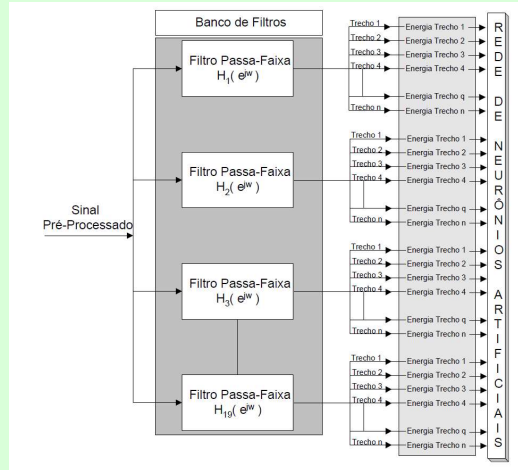 Banco de Filtros
Sinal
Pré-Processado
Filtro Passa-Faixa
H1( e^jw )
Trecho 1
Trecho 2
Trecho 3
Trecho 4
Trecho n
Energia Trecho 1
Energia Trecho 2
Energia Trecho 3
Energia Trecho 4
Energia Trecho q
Energia Trecho n
Filtro Passa-Faixa
H2( e^jw )
Trecho 1
Trecho 2
Trecho 3
Trecho 4
Trecho n
Energia Trecho 1
Energia Trecho 2
Energia Trecho 3
Energia Trecho 4
Energia Trecho q
Energia Trecho n
Filtro Passa-Faixa
H3( e^jw )
Trecho 1
Trecho 2
Trecho 3
Trecho 4
Trecho n
Energia Trecho 1
Energia Trecho 2
Energia Trecho 3
Energia Trecho 4
Energia Trecho q
Energia Trecho n
Filtro Passa-Faixa
H19( e^jw )
Trecho 1
Trecho 2
Trecho 3
Trecho 4
Trecho n
Energia Trecho 1
Energia Trecho 2
Energia Trecho 3
Energia Trecho 4
Energia Trecho q
Energia Trecho n
REDE DE NEURÔNIOS ARTIFICIAIS